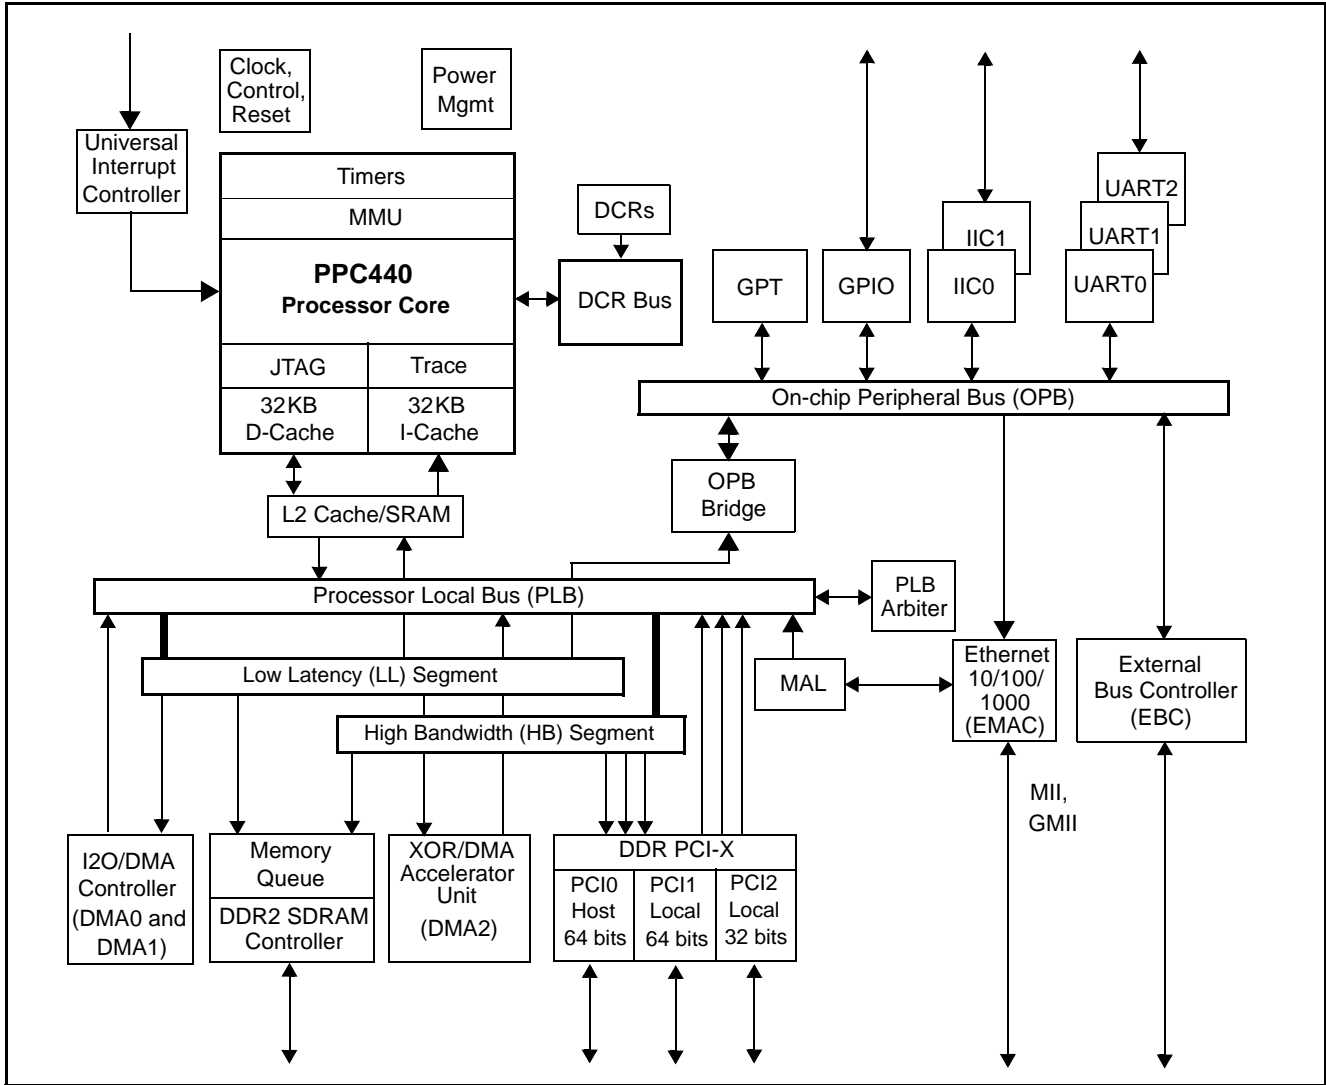 Clock,
Control,
Reset
Power
Mgmt
Universal
Interrupt
Controller
Timers
MMU
PPC440
Processor Core
JTAG
Trace
32KB
D-Cache
32KB
I-Cache
DCRs
DCR Bus
GPT
GPIO
IIC1
IIC0
UART2
UART1
UART0
On-chip Peripheral Bus (OPB)
L2 Cache/SRAM
OPB
Bridge
Processor Local Bus (PLB)
PLB
Arbiter
Low Latency (LL) Segment
MAL
Ethernet
10/100/
1000
(EMAC)
External
Bus Controller
(EBC)
High Bandwidth (HB) Segment
MII,
GMII
I2O/DMA
Controller
(DMA0 and
DMA1)
Memory
Queue
DDR2 SDRAM
Controller
XOR/DMA
Accelerator
Unit
(DMA2)
DDR PCI-X
PCI0
Host
64 bits
PCI1
Local
64 bits
PCI2
Local
32 bits